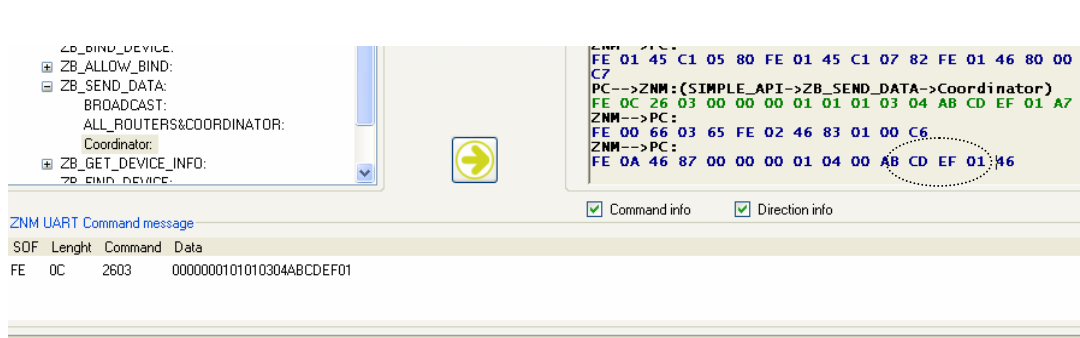 ZB_BIND_DEVICE:
ZB_ALLOW_BIND:
ZB_SEND_DATA:
BROADCAST:
ALL_ROUTERS&COORDINATOR:
Coordinator:
ZB_GET_DEVICE_INFO:
ZB_FIND_DEVICE:
ZNM-->PC:
FE 01 45 C1 05 80 FE 01 45 C1 07 82 FE 01 46 80 00
C7
PC-->ZNM:(SIMPLE_API->ZB_SEND_DATA->Coordinator)
FE 0C 26 03 00 00 00 01 01 01 03 04 AB CD EF 01 A7
ZNM-->PC:
FE 00 66 03 65 FE 02 46 83 01 00 C6
ZNM-->PC:
FE 0A 46 87 00 00 00 01 04 00 AB CD EF 01 46
Command info Direction info
ZNM UART Command message
SOF Lenght Command Data
FE 0C 2603 0000000101010304ABCDEF01